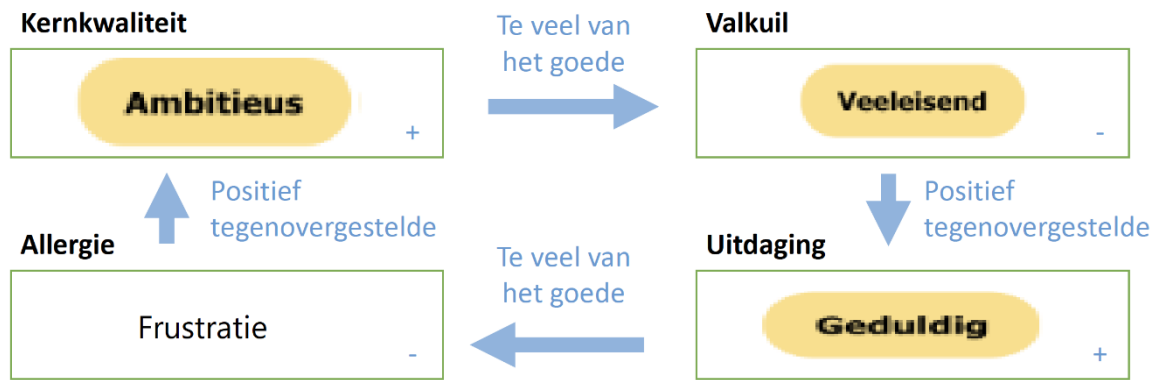 Kernkwaliteit
Te veel van
het goede
Valkuil
Ambitieus
+
Veeleisend
-
Positief
tegenovergestelde
Positief
tegenovergestelde
Allergie
Te veel van
het goede
Uitdaging
Frustratie
-
Geduldig
+